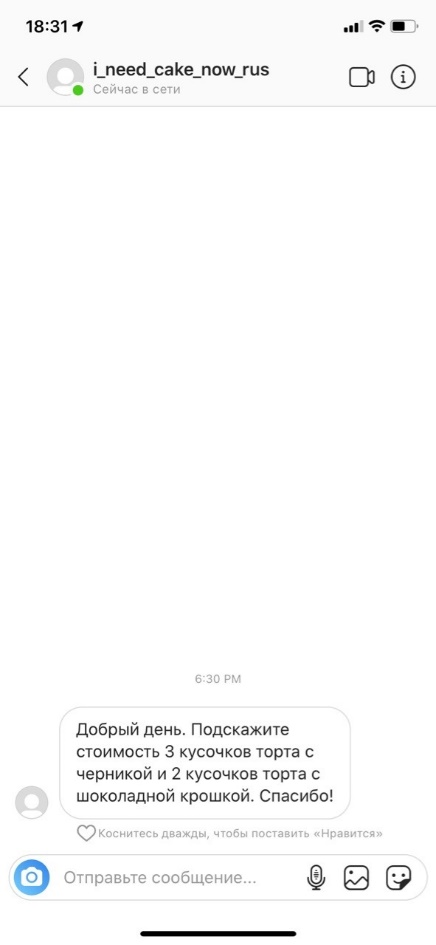 18:31
i_need_cake_now_rus
Сейчас в сети
6:30 PM
Добрый день. Подскажите
стоимость 3 кусочков торта с
черникой и 2 кусочков торта с
шоколадной крошкой. Спасибо!
Коснитесь дважды, чтобы поставить «Нравится»
Отправьте сообщение...